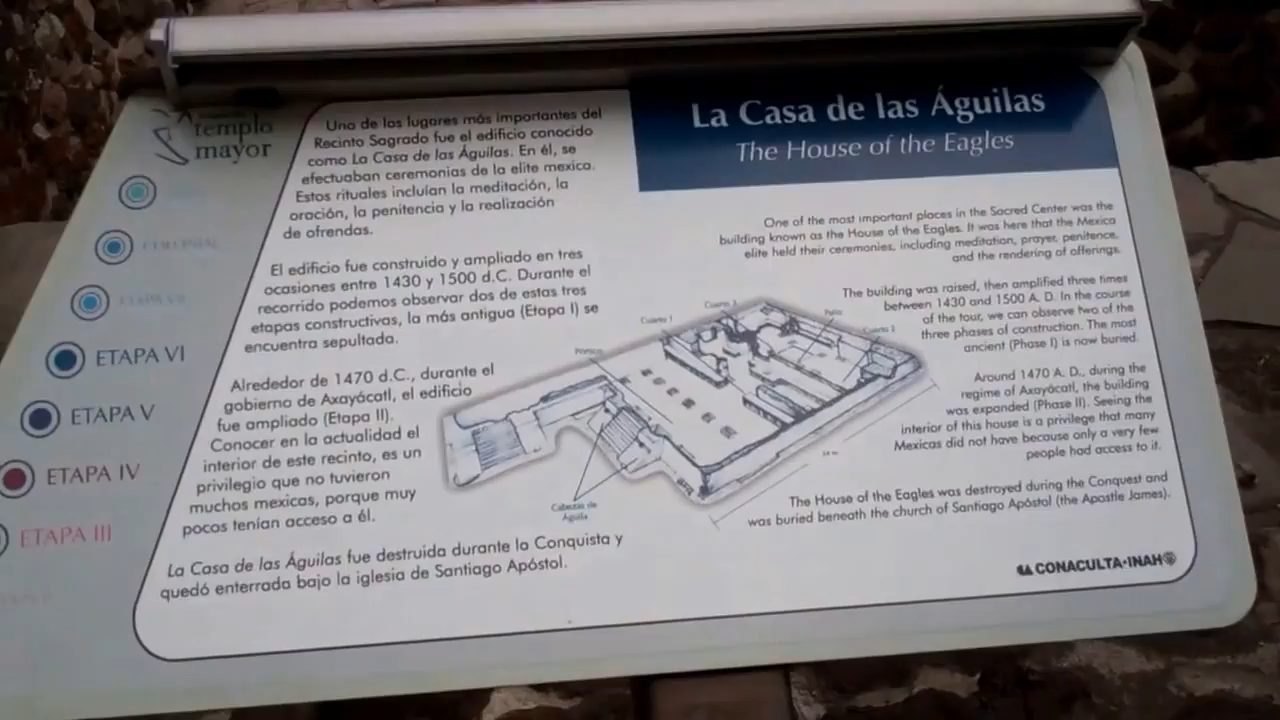 templo
mayor
COLONIAL
ETAPA VI
ETAPA V
ETAPA IV
ETAPA III
Uno de los lugares más importantes del
Recinto Sagrado fue el edificio conocido
como La Casa de las Águilas. En él, se
efectuaban ceremonias de la elite mexica.
Estos rituales incluían la meditación, la
oración, la penitencia y la realización
de ofrendas.
El edificio fue construido y ampliado en tres
ocasiones entre 1430 y 1500 d.C. Durante el
recorrido podemos observar dos de estas tres
etapas constructivas, la más antigua (Etapa I) se
encuentra sepultada.
Alrededor de 1470 d.C., durante el
gobierno de Axayácatl, el edificio
fue ampliado (Etapa II).
Conocer en la actualidad el
interior de este recinto, es un
privilegio que no tuvieron
muchos mexicas, porque muy
pocos tenían acceso a él.
La Casa de las Águilas fue destruida durante la Conquista y
quedó enterrada bajo la iglesia de Santiago Apóstol.
La Casa de las Águilas
The House of the Eagles
One of the most important places in the Sacred Center was the
building known as the House of the Eagles. It was here that the Mexica
elite held their ceremonies, including meditation, prayer, penitence,
and the rendering of offerings.
The building was raised, then amplified three times
between 1430 and 1500 A. D. In the course
of the tour, we can observe two of the
three phases of construction. The most
ancient (Phase I) is now buried.
Around 1470 A. D., during the
regime of Axayácatl, the building
was expanded (Phase II). Seeing the
interior of this house is a privilege that many
Mexicas did not have because only a very few
people had access to it.
The House of the Eagles was destroyed during the Conquest and
was buried beneath the church of Santiago Apóstol (the Apostle James).
Cuarto 1
Patio
Cuarto 2
Pórtico
Cabezas de
Águila
CONACULTA·INAH